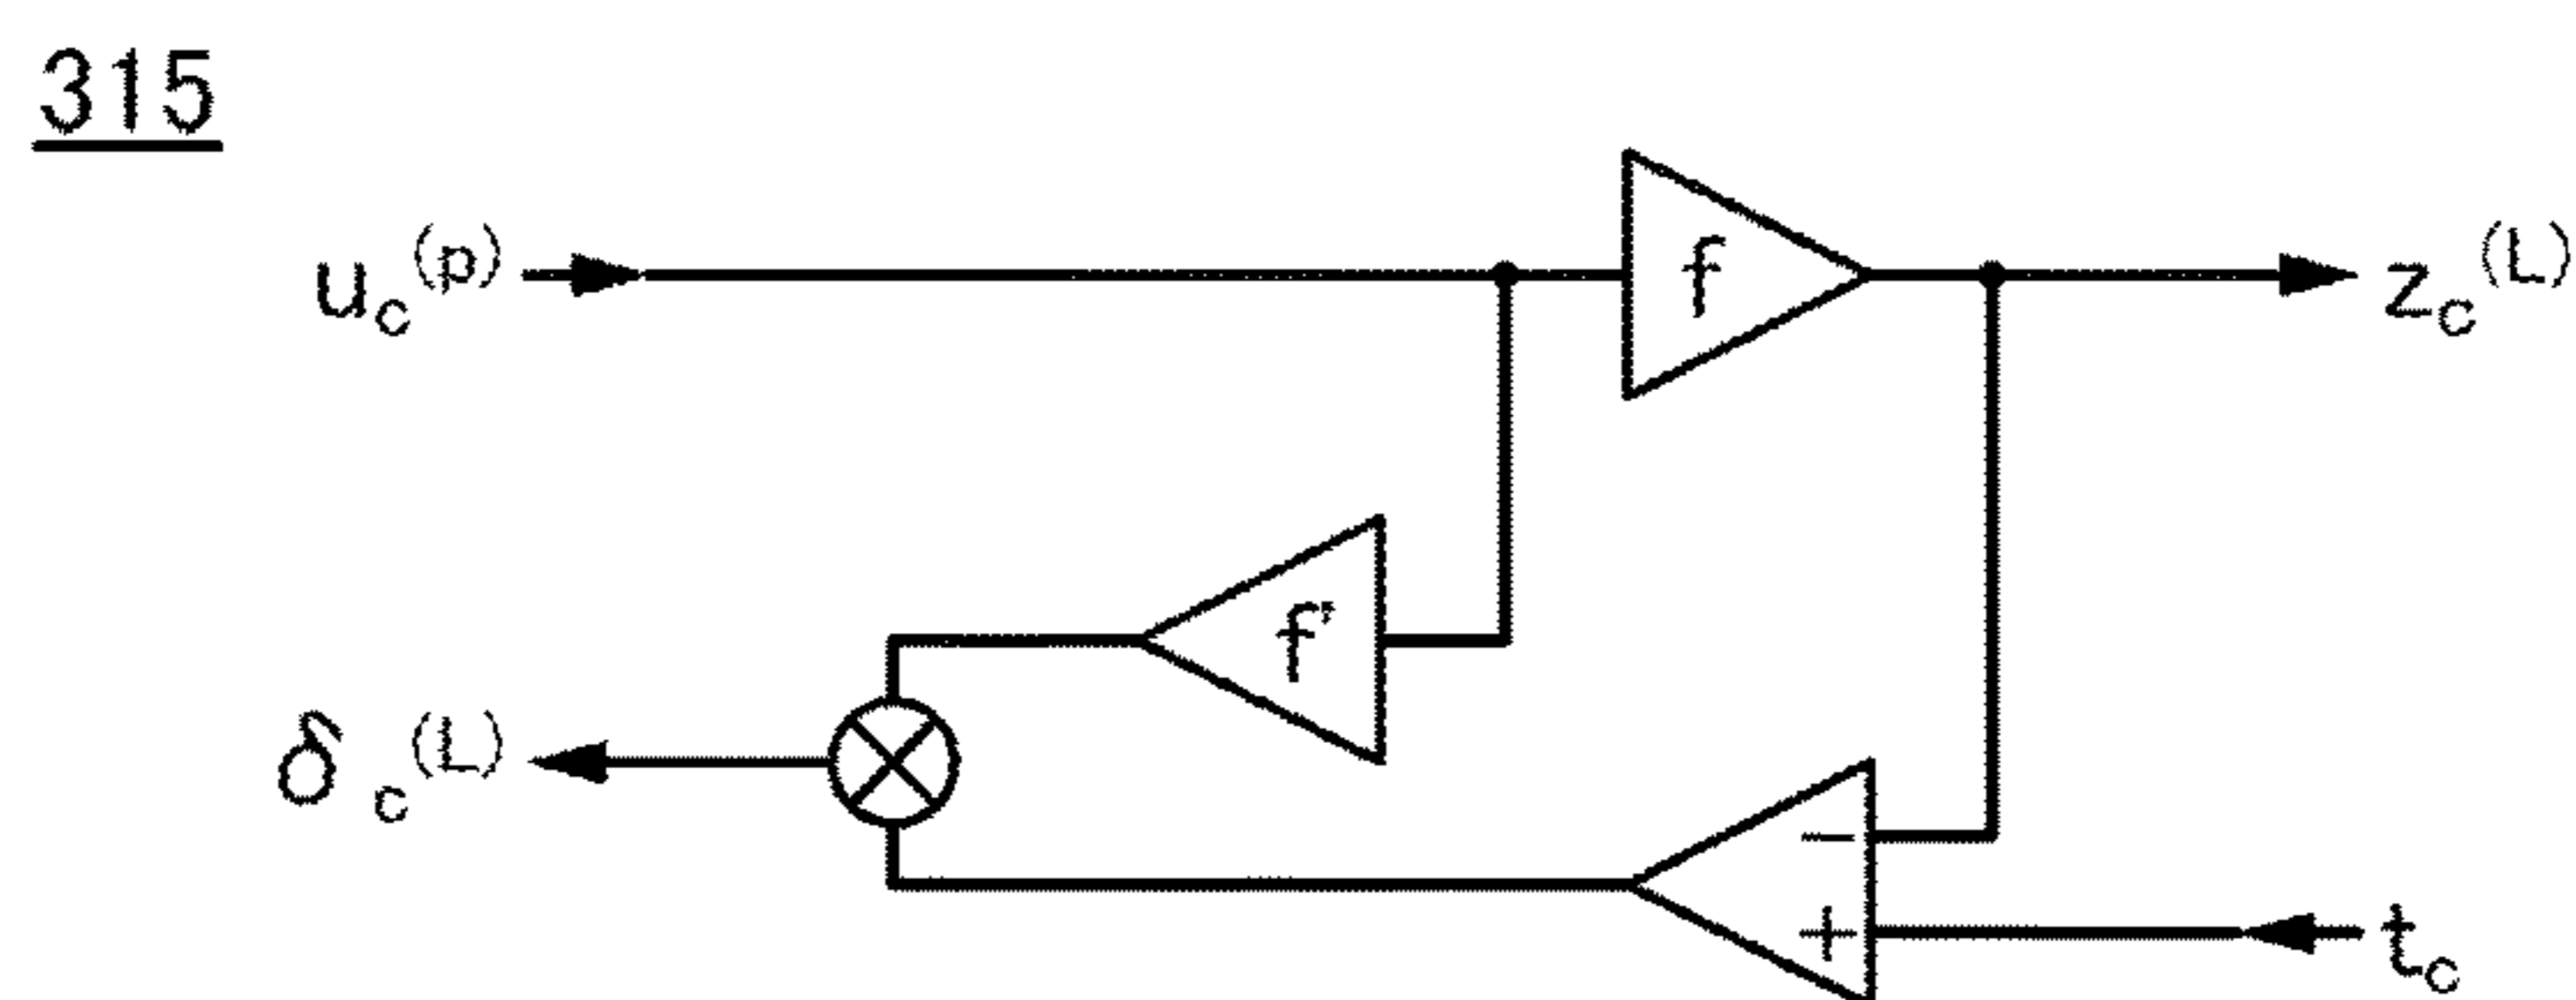 315
u_c^(p)
f
z_c^(L)
f'
δ_c^(L)
−
+
t_c